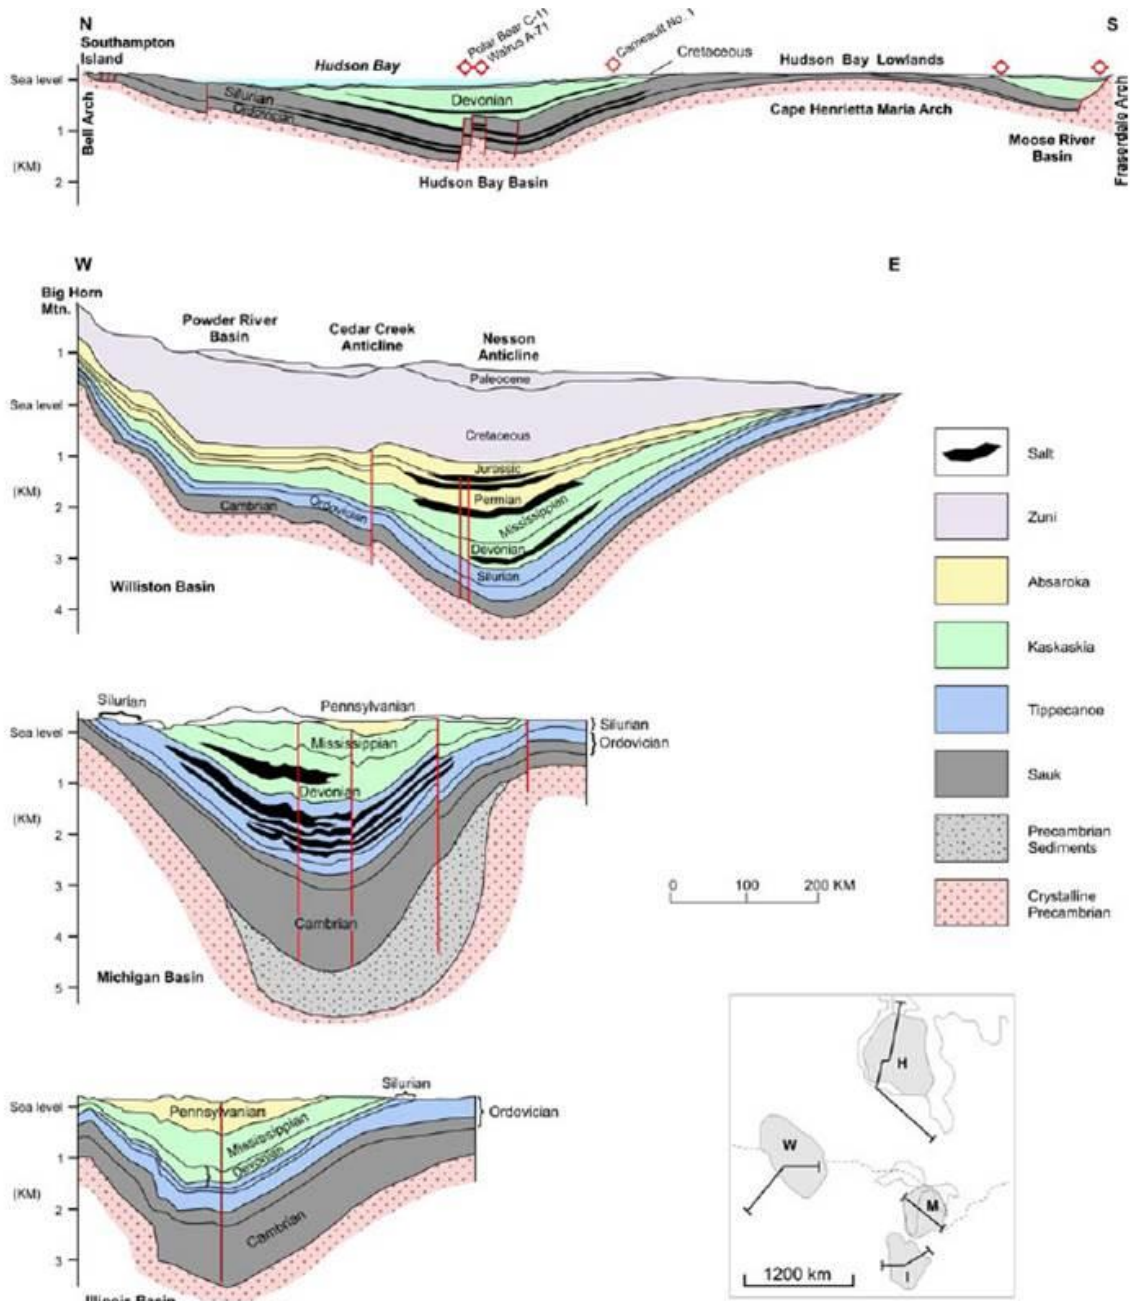 N
S
Southampton
Island
Polar Bear C-11
Walrus A-71
Carneault No. 1
Cretaceous
Hudson Bay
Hudson Bay Lowlands
Sea level
Silurian
Ordovician
Devonian
Cape Henrietta Maria Arch
Bell Arch
1
(KM)
2
Hudson Bay Basin
Moose River
Basin
Fraserdale Arch
W
E
Big Horn
Mtn.
Powder River
Basin
Cedar Creek
Anticline
Nesson
Anticline
1
Paleocene
Sea level
Cretaceous
1
Jurassic
(KM)
Permian
2
Cambrian
Ordovician
Mississippian
Devonian
3
Silurian
Williston Basin
4
Salt
Zuni
Absaroka
Kaskaskia
Tippecanoe
Sauk
Precambrian
Sediments
Crystalline
Precambrian
Silurian
Pennsylvanian
Sea level
Silurian
Mississippian
Ordovician
1
Devonian
(KM)
2
3
Cambrian
4
Michigan Basin
5
0
100
200 KM
Silurian
Sea level
Pennsylvanian
Ordovician
Mississippian
Devonian
1
(KM)
2
Cambrian
3
Illinois Basin
H
W
M
I
1200 km